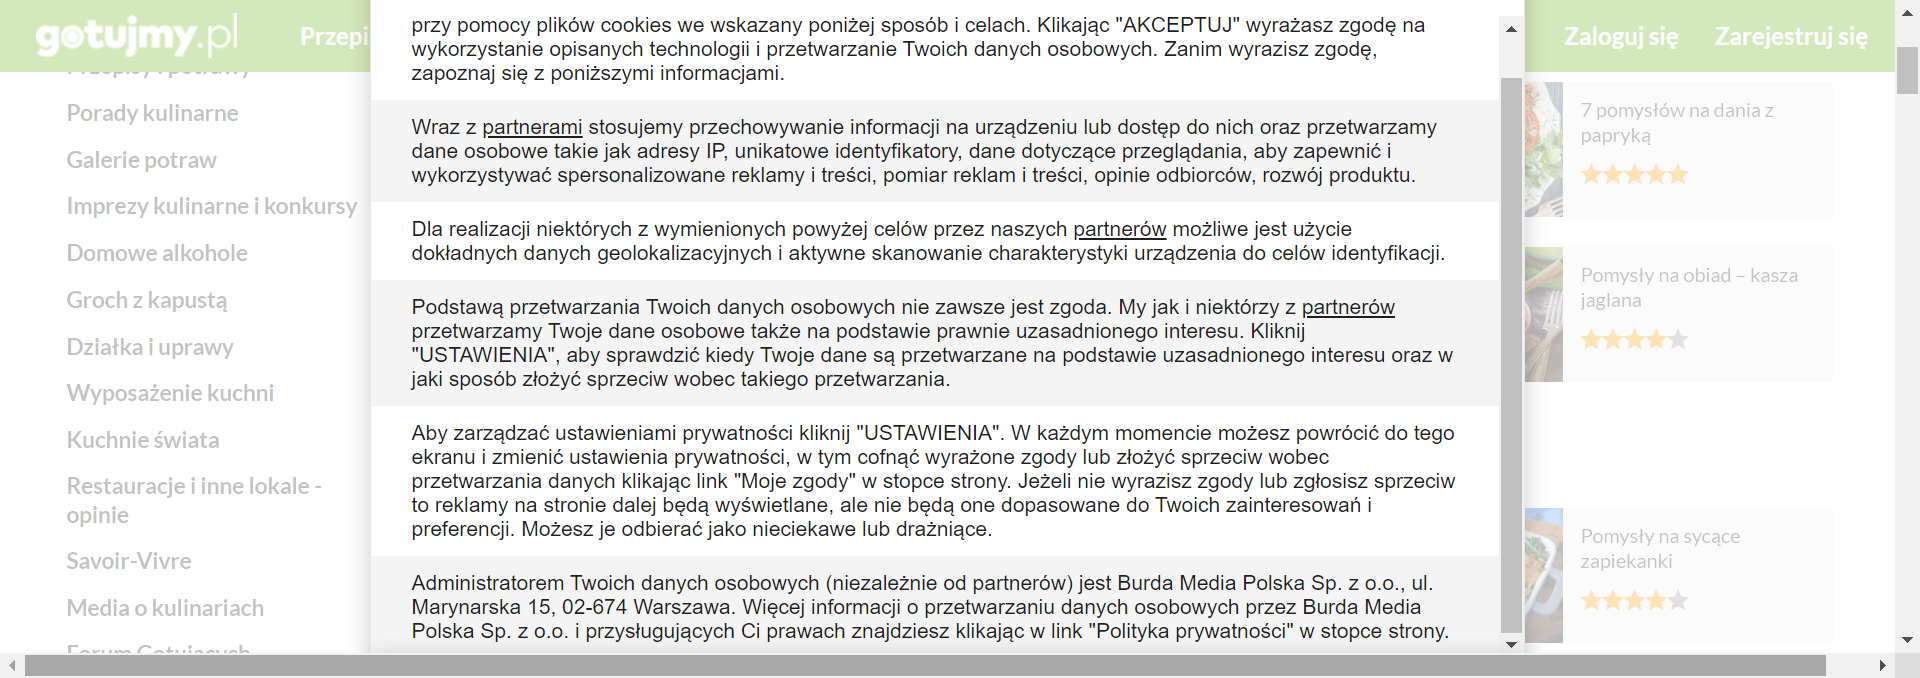 gotujmy.pl
Przepi
Zaloguj się
Zarejestruj się
Przepisy i potrawy
Porady kulinarne
Galerie potraw
Imprezy kulinarne i konkursy
Domowe alkohole
Groch z kapustą
Działka i uprawy
Wyposażenie kuchni
Kuchnie świata
Restauracje i inne lokale -
opinie
Savoir-Vivre
Media o kulinariach
Forum Gotujących
przy pomocy plików cookies we wskazany poniżej sposób i celach. Klikając "AKCEPTUJ" wyrażasz zgodę na
wykorzystanie opisanych technologii i przetwarzanie Twoich danych osobowych. Zanim wyrazisz zgodę,
zapoznaj się z poniższymi informacjami.
Wraz z partnerami stosujemy przechowywanie informacji na urządzeniu lub dostęp do nich oraz przetwarzamy
dane osobowe takie jak adresy IP, unikatowe identyfikatory, dane dotyczące przeglądania, aby zapewnić i
wykorzystywać spersonalizowane reklamy i treści, pomiar reklam i treści, opinie odbiorców, rozwój produktu.
Dla realizacji niektórych z wymienionych powyżej celów przez naszych partnerów możliwe jest użycie
dokładnych danych geolokalizacyjnych i aktywne skanowanie charakterystyki urządzenia do celów identyfikacji.
Podstawą przetwarzania Twoich danych osobowych nie zawsze jest zgoda. My jak i niektórzy z partnerów
przetwarzamy Twoje dane osobowe także na podstawie prawnie uzasadnionego interesu. Kliknij
"USTAWIENIA", aby sprawdzić kiedy Twoje dane są przetwarzane na podstawie uzasadnionego interesu oraz w
jaki sposób złożyć sprzeciw wobec takiego przetwarzania.
Aby zarządzać ustawieniami prywatności kliknij "USTAWIENIA". W każdym momencie możesz powrócić do tego
ekranu i zmienić ustawienia prywatności, w tym cofnąć wyrażone zgody lub złożyć sprzeciw wobec
przetwarzania danych klikając link "Moje zgody" w stopce strony. Jeżeli nie wyrazisz zgody lub zgłosisz sprzeciw
to reklamy na stronie dalej będą wyświetlane, ale nie będą one dopasowane do Twoich zainteresowań i
preferencji. Możesz je odbierać jako nieciekawe lub drażniące.
Administratorem Twoich danych osobowych (niezależnie od partnerów) jest Burda Media Polska Sp. z o.o., ul.
Marynarska 15, 02-674 Warszawa. Więcej informacji o przetwarzaniu danych osobowych przez Burda Media
Polska Sp. z o.o. i przysługujących Ci prawach znajdziesz klikając w link "Polityka prywatności" w stopce strony.
7 pomysłów na dania z
papryką
Pomysły na obiad – kasza
jaglana
Pomysły na sycące
zapiekanki